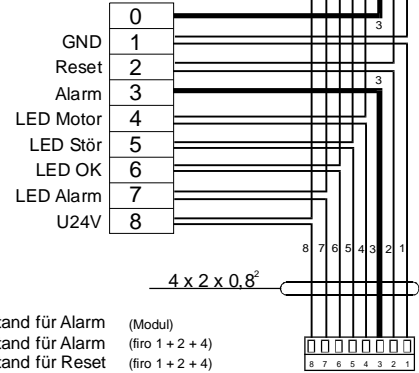 0
3
GND 1
Reset 2
3
Alarm 3
LED Motor 4
LED Stör 5
LED OK 6
LED Alarm 7
U24V 8
8 7 6 5 4 3 2 1
4 x 2 x 0,8²
für Alarm (Modul)
für Alarm (firo 1 + 2 + 4)
für Reset (firo 1 + 2 + 4)
8 7 6 5 4 3 2 1